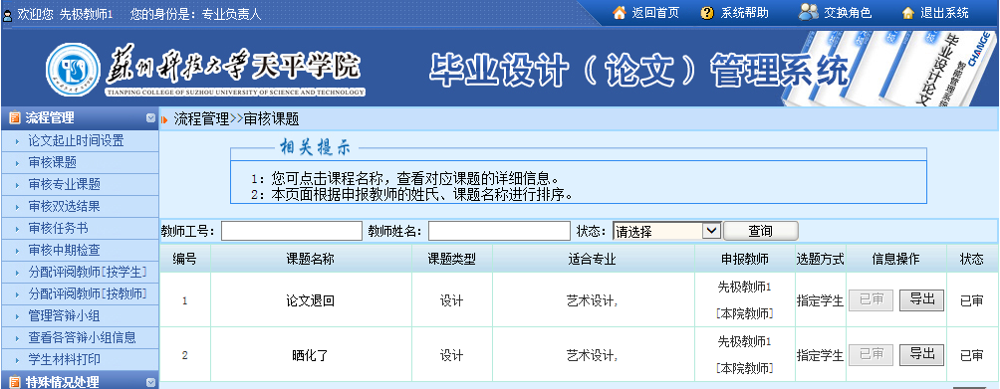 欢迎您 先极教师1 您的身份是：专业负责人 返回首页 系统帮助 交换角色 退出系统
苏州科技大学天平学院
TIANPING COLLEGE OF SUZHOU UNIVERSITY OF SCIENCE AND TECHNOLOGY
毕业设计（论文）管理系统
毕业设计论文
智能管理系统
CHANGE
流程管理
论文起止时间设置
审核课题
审核专业课题
审核双选结果
审核任务书
审核中期检查
分配评阅教师[按学生]
分配评阅教师[按教师]
管理答辩小组
查看各答辩小组信息
学生材料打印
特殊情况处理
流程管理>>审核课题
相关提示
1：您可点击课程名称，查看对应课题的详细信息。
2：本页面根据申报教师的姓氏、课题名称进行排序。
教师工号： 教师姓名： 状态： 请选择 查询
编号 课题名称 课题类型 适合专业 申报教师 选题方式 信息操作 状态
1 论文退回 设计 艺术设计, 先极教师1 [本院教师] 指定学生 已审 导出 已审
2 晒化了 设计 艺术设计, 先极教师1 [本院教师] 指定学生 已审 导出 已审